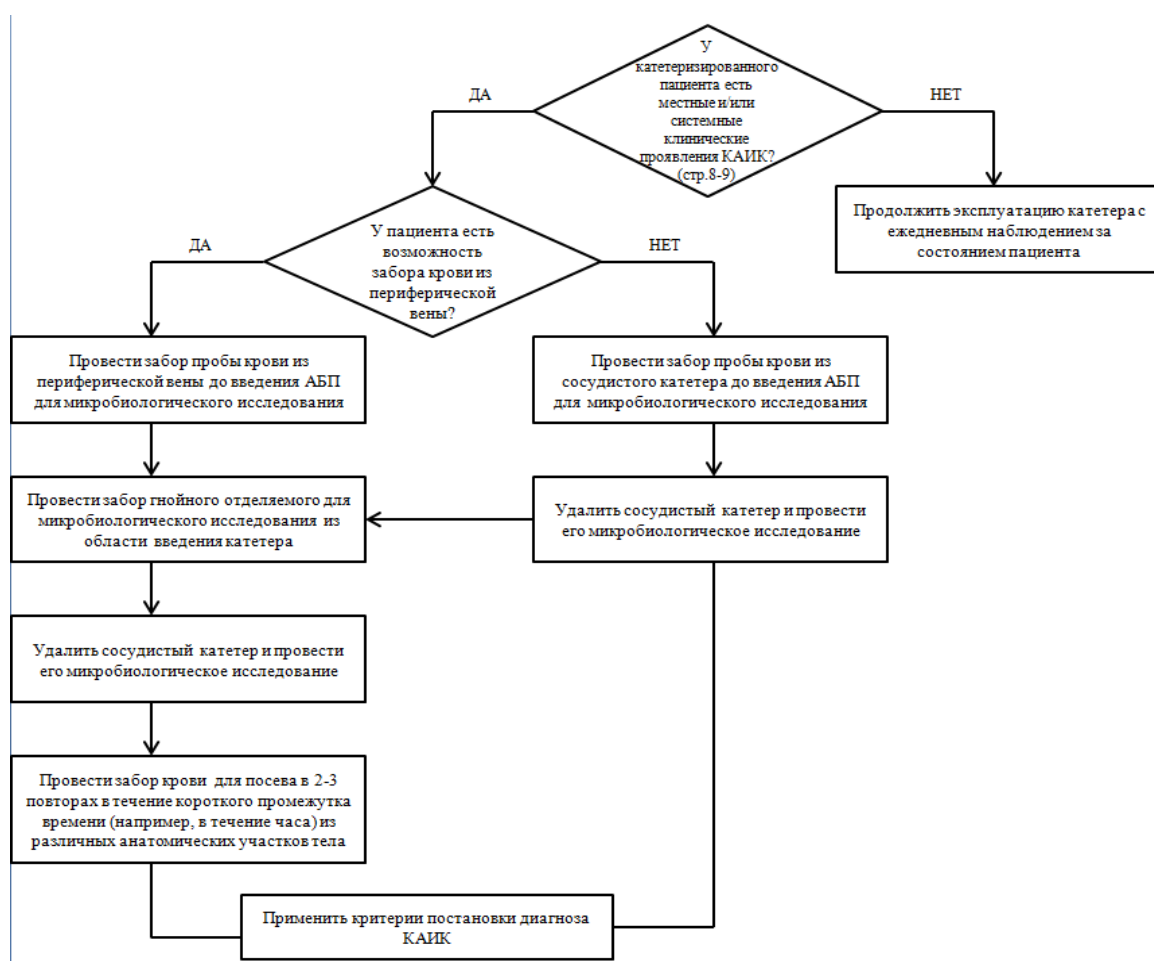 У
катетеризированного
пациента есть
местные и/или
системные
клинические
проявления КАИК?
(стр.8-9)
ДА
НЕТ
Продолжить эксплуатацию катетера с
ежедневным наблюдением за
состоянием пациента
У пациента есть
возможность
забора крови из
периферической
вены?
ДА
НЕТ
Провести забор пробы крови из
периферической вены до введения АБП
для микробиологического исследования
Провести забор пробы крови из
сосудистого катетера до введения АБП
для микробиологического исследования
Провести забор гнойного отделяемого для
микробиологического исследования из
области введения катетера
Удалить сосудистый катетер и провести
его микробиологическое исследование
Удалить сосудистый катетер и провести
его микробиологическое исследование
Провести забор крови для посева в 2-3
повторах в течение короткого промежутка
времени (например, в течение часа) из
различных анатомических участков тела
Применить критерии постановки диагноза
КАИК